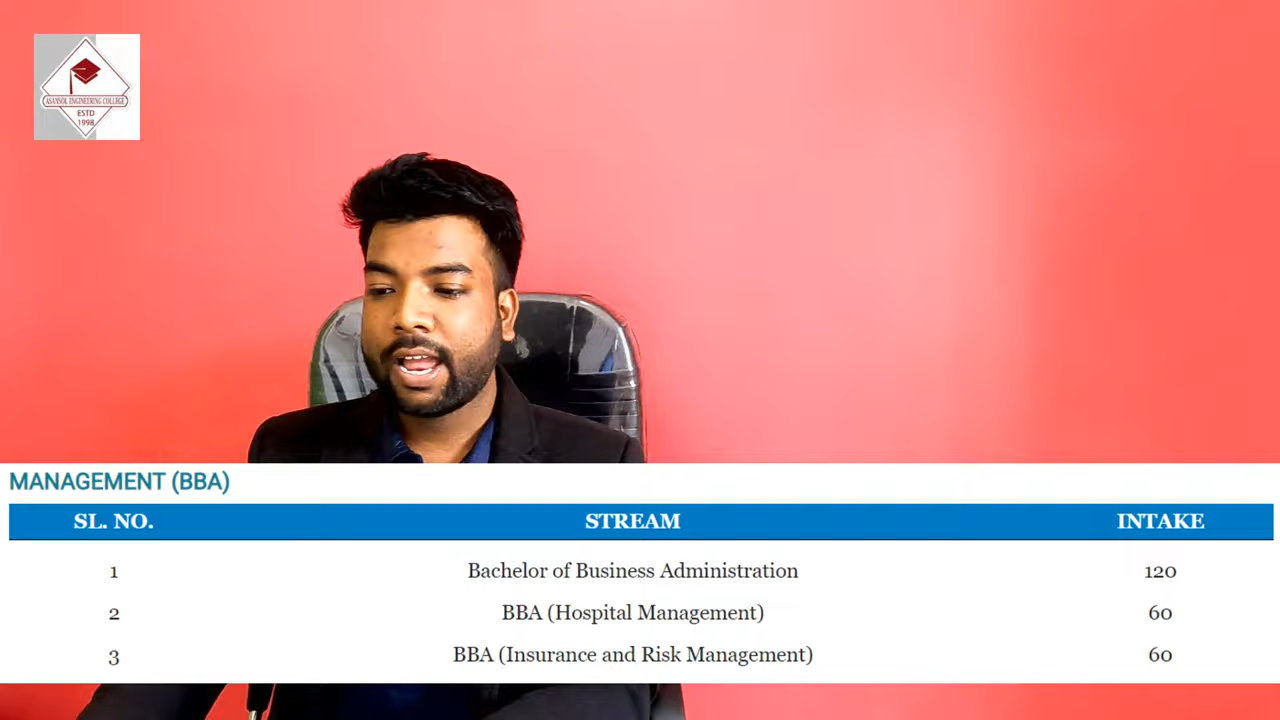 ASANSOL ENGINEERING COLLEGE
ESTD
1998
MANAGEMENT (BBA)
SL. NO. STREAM INTAKE
1 Bachelor of Business Administration 120
2 BBA (Hospital Management) 60
3 BBA (Insurance and Risk Management) 60